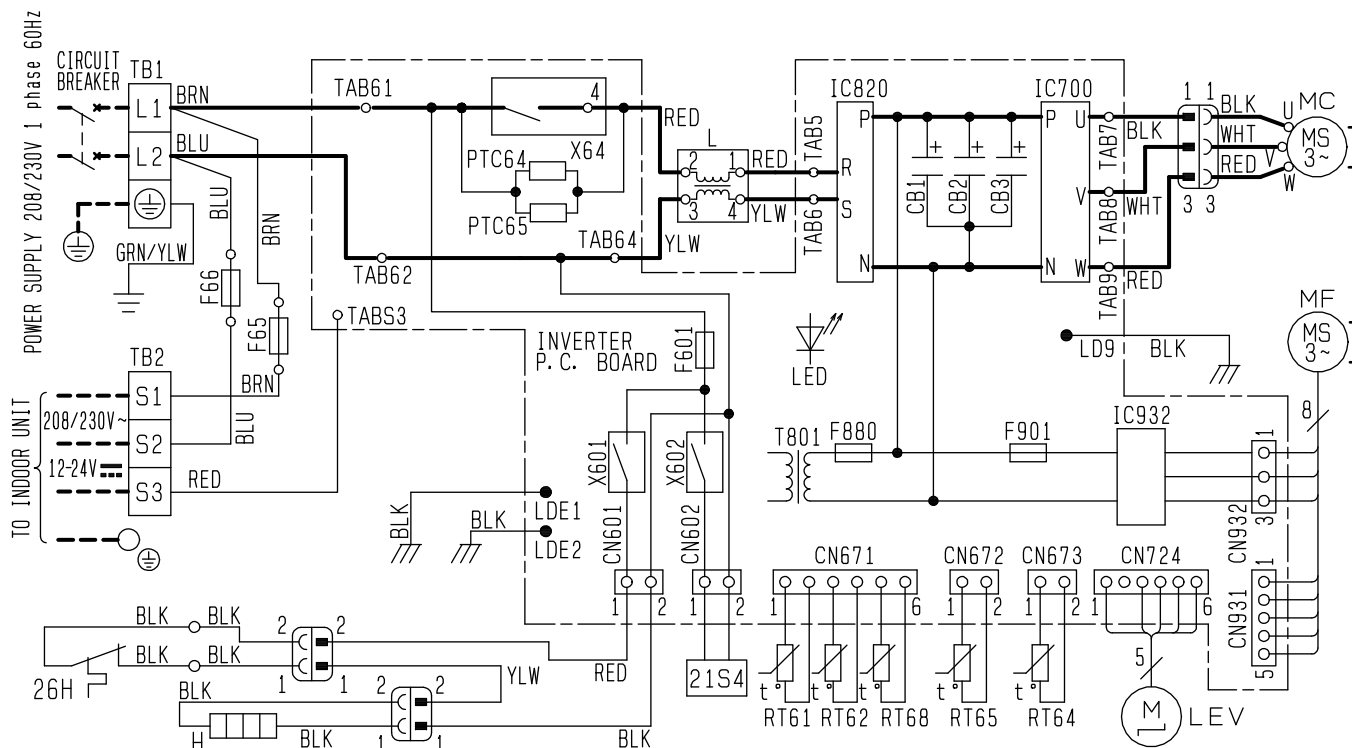 POWER SUPPLY 208/230V 1 phase 60Hz
CIRCUIT
BREAKER
TB1
L1
L2
BRN
BLU
GRN/YLW
BLU
BRN
F66
F65
TB2
S1
S2
S3
BRN
BLU
RED
TO INDOOR UNIT
208/230V~
12-24V
TAB61
TAB62
TABS3
4
X64
PTC64
PTC65
TAB64
RED
YLW
L
2
1
3
4
RED
YLW
TAB5
TAB6
IC820
P
R
S
N
CB1
+
CB2
+
CB3
+
IC700
P
U
V
N
W
TAB7
TAB8
TAB9
BLK
WHT
RED
1
1
3
3
BLK
WHT
RED
U
V
W
MC
MS
3~
MF
MS
3~
8
INVERTER
P.C. BOARD
F601
LED
LD9
BLK
T801
F880
F901
IC932
1
3
CN932
X601
X602
CN601
CN602
1
2
1
2
BLK
BLK
LDE1
LDE2
CN671
1
6
CN672
1
2
CN673
1
2
CN724
1
6
CN931
1
5
t°
t°
t°
t°
RT61
RT62
RT68
RT65
RT64
5
M
LEV
21S4
BLK
BLK
BLK
BLK
26H
2
2
1
1
RED
YLW
BLK
2
2
1
1
H
BLK
BLK